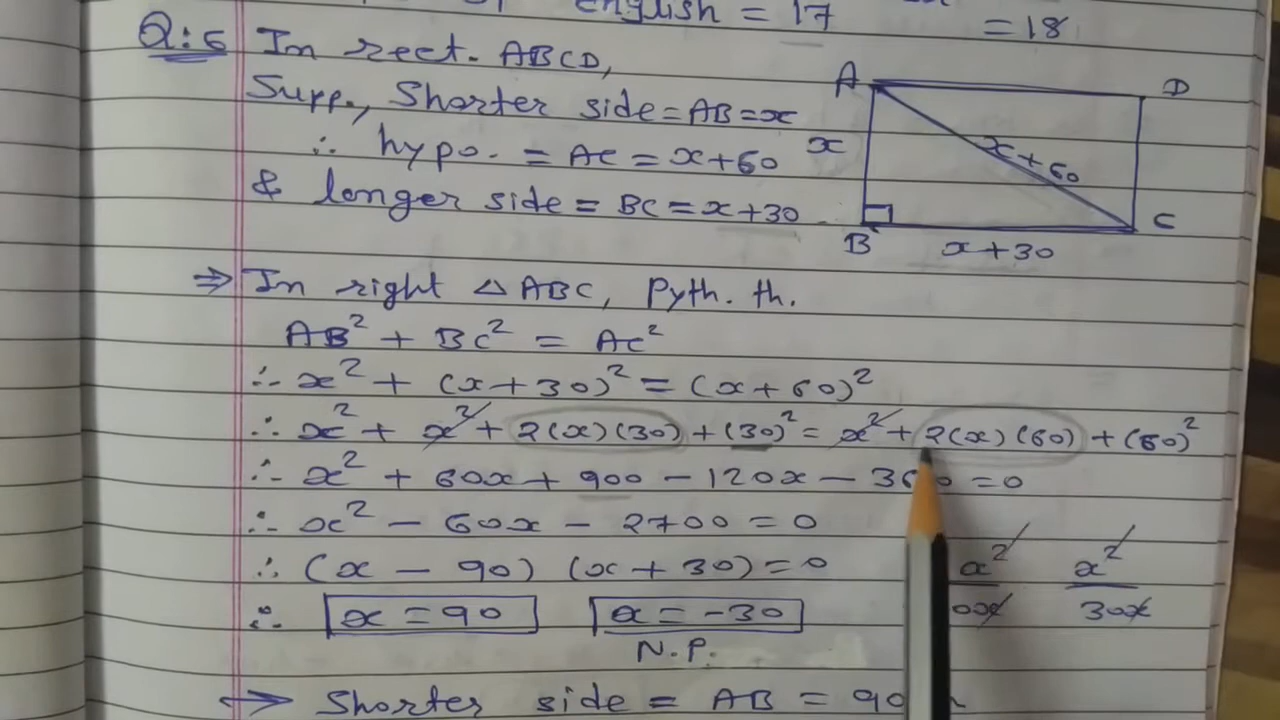 english = 17
= 18
Q:6 In rect. ABCD,
Supp., Shorter side = AB = x
∴ hypo. = AC = x+60
& longer side = BC = x+30
A D
x x+60
B C
x+30
⇒ In right △ABC, Pyth. th.
AB² + BC² = AC²
∴ x² + (x+30)² = (x+60)²
∴ x² + x² + 2(x)(30) + (30)² = x² + 2(x)(60) + (60)²
∴ x² + 60x + 900 - 120x - 3600 = 0
∴ x² - 60x - 2700 = 0
∴ (x - 90) (x + 30) = 0
x² x²
30x
∴ x = 90 x = -30
N.P.
→ Shorter side = AB = 90